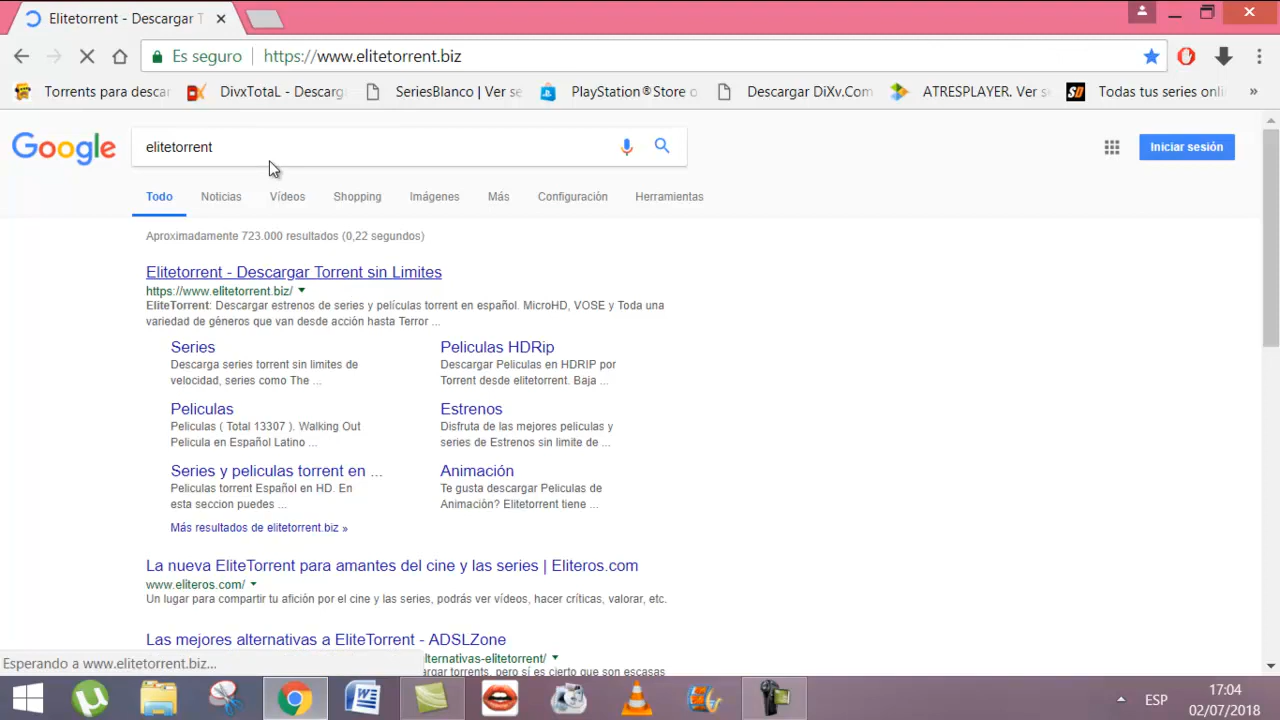 Elitetorrent - Descargar T
Es seguro
https://www.elitetorrent.biz
Torrents para descar
DivxTotaL - Descarg
SeriesBlanco | Ver se
PlayStation®Store o
Descargar DiXv.Com
ATRESPLAYER. Ver s
SD
Todas tus series onli
»
Google
elitetorrent
Iniciar sesión
Todo
Noticias
Vídeos
Shopping
Imágenes
Más
Configuración
Herramientas
Aproximadamente 723.000 resultados (0,22 segundos)
Elitetorrent - Descargar Torrent sin Limites
https://www.elitetorrent.biz/
EliteTorrent: Descargar estrenos de series y películas torrent en español. MicroHD, VOSE y Toda una
variedad de géneros que van desde acción hasta Terror ...
Series
Descarga series torrent sin limites de
velocidad, series como The ...
Peliculas HDRip
Descargar Peliculas en HDRIP por
Torrent desde elitetorrent. Baja ...
Peliculas
Peliculas ( Total 13307 ). Walking Out
Pelicula en Español Latino ...
Estrenos
Disfruta de las mejores peliculas y
series de Estrenos sin limite de ...
Series y peliculas torrent en ...
Peliculas torrent Español en HD. En
esta seccion puedes ...
Animación
Te gusta descargar Peliculas de
Animación? Elitetorrent tiene ...
Más resultados de elitetorrent.biz »
La nueva EliteTorrent para amantes del cine y las series | Eliteros.com
www.eliteros.com/
Un lugar para compartir tu afición por el cine y las series, podrás ver vídeos, hacer críticas, valorar, etc.
Las mejores alternativas a EliteTorrent - ADSLZone
lternativas-elitetorrent/
argar torrents, pero sí es cierto que son escasas
Esperando a www.elitetorrent.biz...
ESP
17:04
02/07/2018